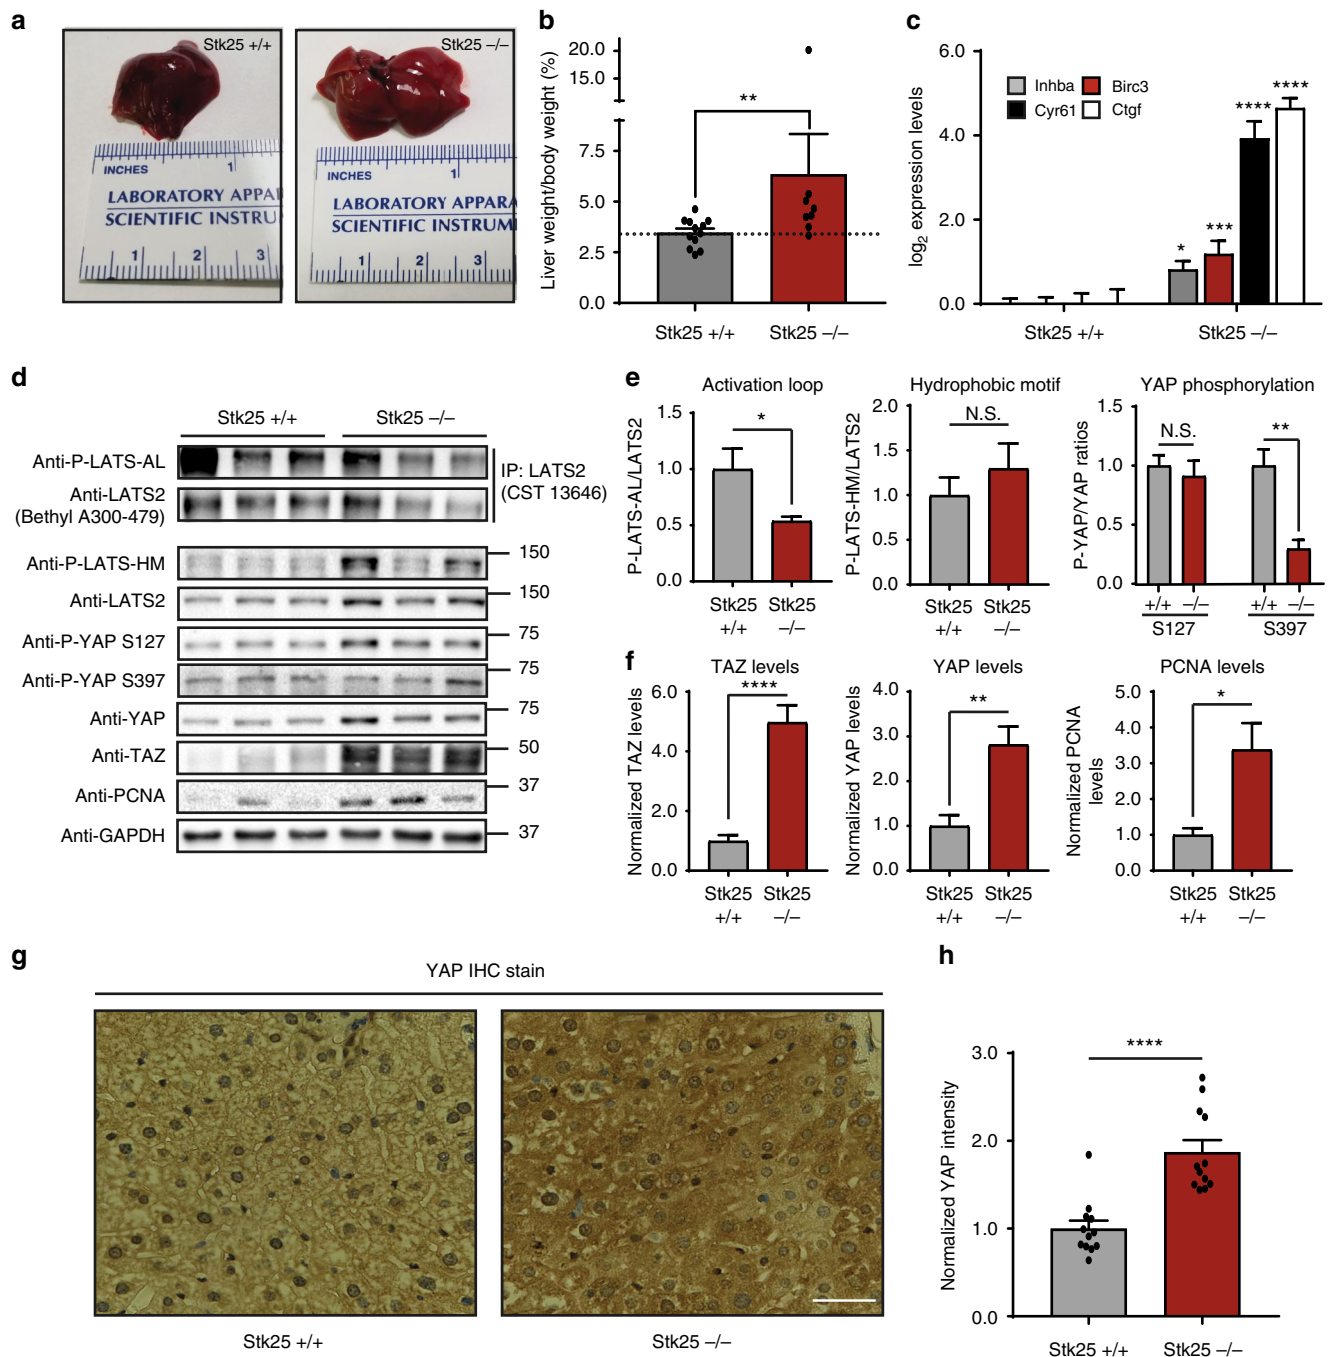 a
Stk25 +/+
INCHES
1
LABORATORY APPA
SCIENTIFIC INSTRU
1 2 3
Stk25 –/–
INCHES
1
LABORATORY APPARA
SCIENTIFIC INSTRUM
1 2 3
b
Liver weight/body weight (%)
20.0
15.0
7.5
5.0
2.5
0.0
**
Stk25 +/+ Stk25 –/–
c
log2 expression levels
6.0
4.0
2.0
0.0
Inhba Birc3
Cyr61 Ctgf
* *** **** ****
Stk25 +/+ Stk25 –/–
d
Stk25 +/+ Stk25 –/–
Anti-P-LATS-AL
Anti-LATS2
(Bethyl A300-479)
IP: LATS2
(CST 13646)
Anti-P-LATS-HM 150
Anti-LATS2 150
Anti-P-YAP S127 75
Anti-P-YAP S397 75
Anti-YAP 75
Anti-TAZ 50
Anti-PCNA 37
Anti-GAPDH 37
e
Activation loop
P-LATS-AL/LATS2
1.5
1.0
0.5
0.0
*
Stk25 Stk25
+/+ –/–
Hydrophobic motif
P-LATS-HM/LATS2
2.0
1.5
1.0
0.5
0.0
N.S.
Stk25 Stk25
+/+ –/–
YAP phosphorylation
P-YAP/YAP ratios
1.5
1.0
0.5
0.0
N.S. **
+/+ –/– +/+ –/–
S127 S397
f
TAZ levels
Normalized TAZ levels
6.0
4.0
2.0
0.0
****
Stk25 Stk25
+/+ –/–
YAP levels
Normalized YAP levels
4.0
3.0
2.0
1.0
0.0
**
Stk25 Stk25
+/+ –/–
PCNA levels
Normalized PCNA
levels
5.0
4.0
3.0
2.0
1.0
0.0
*
Stk25 Stk25
+/+ –/–
g
YAP IHC stain
Stk25 +/+ Stk25 –/–
h
Normalized YAP intensity
3.0
2.0
1.0
0.0
****
Stk25 +/+ Stk25 –/–